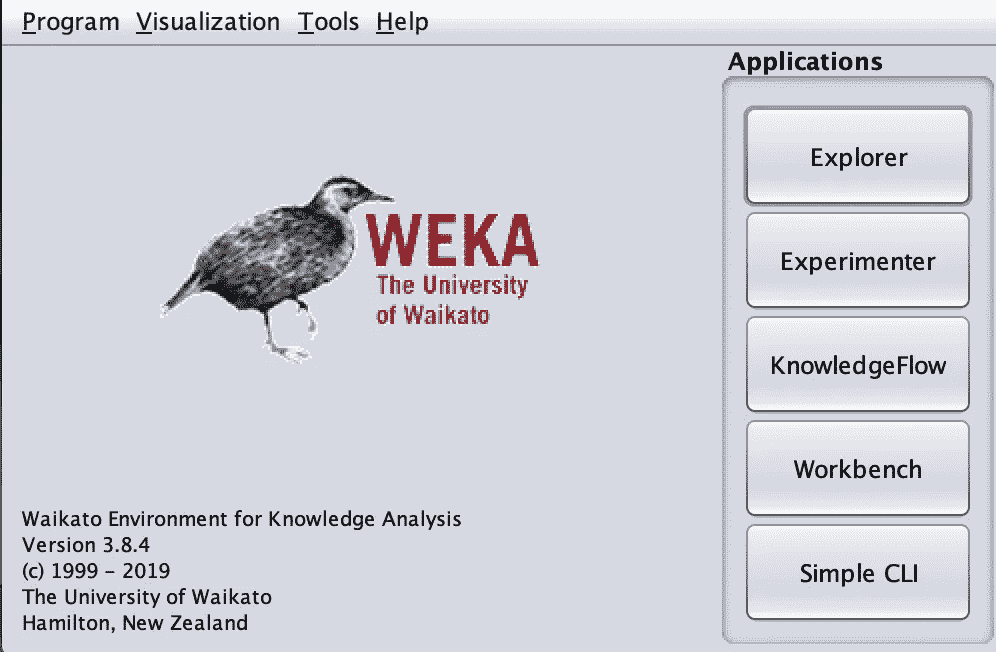 Program Visualization Tools Help
Applications
Explorer
Experimenter
KnowledgeFlow
Workbench
Simple CLI
WEKA
The University
of Waikato
Waikato Environment for Knowledge Analysis
Version 3.8.4
(c) 1999 – 2019
The University of Waikato
Hamilton, New Zealand